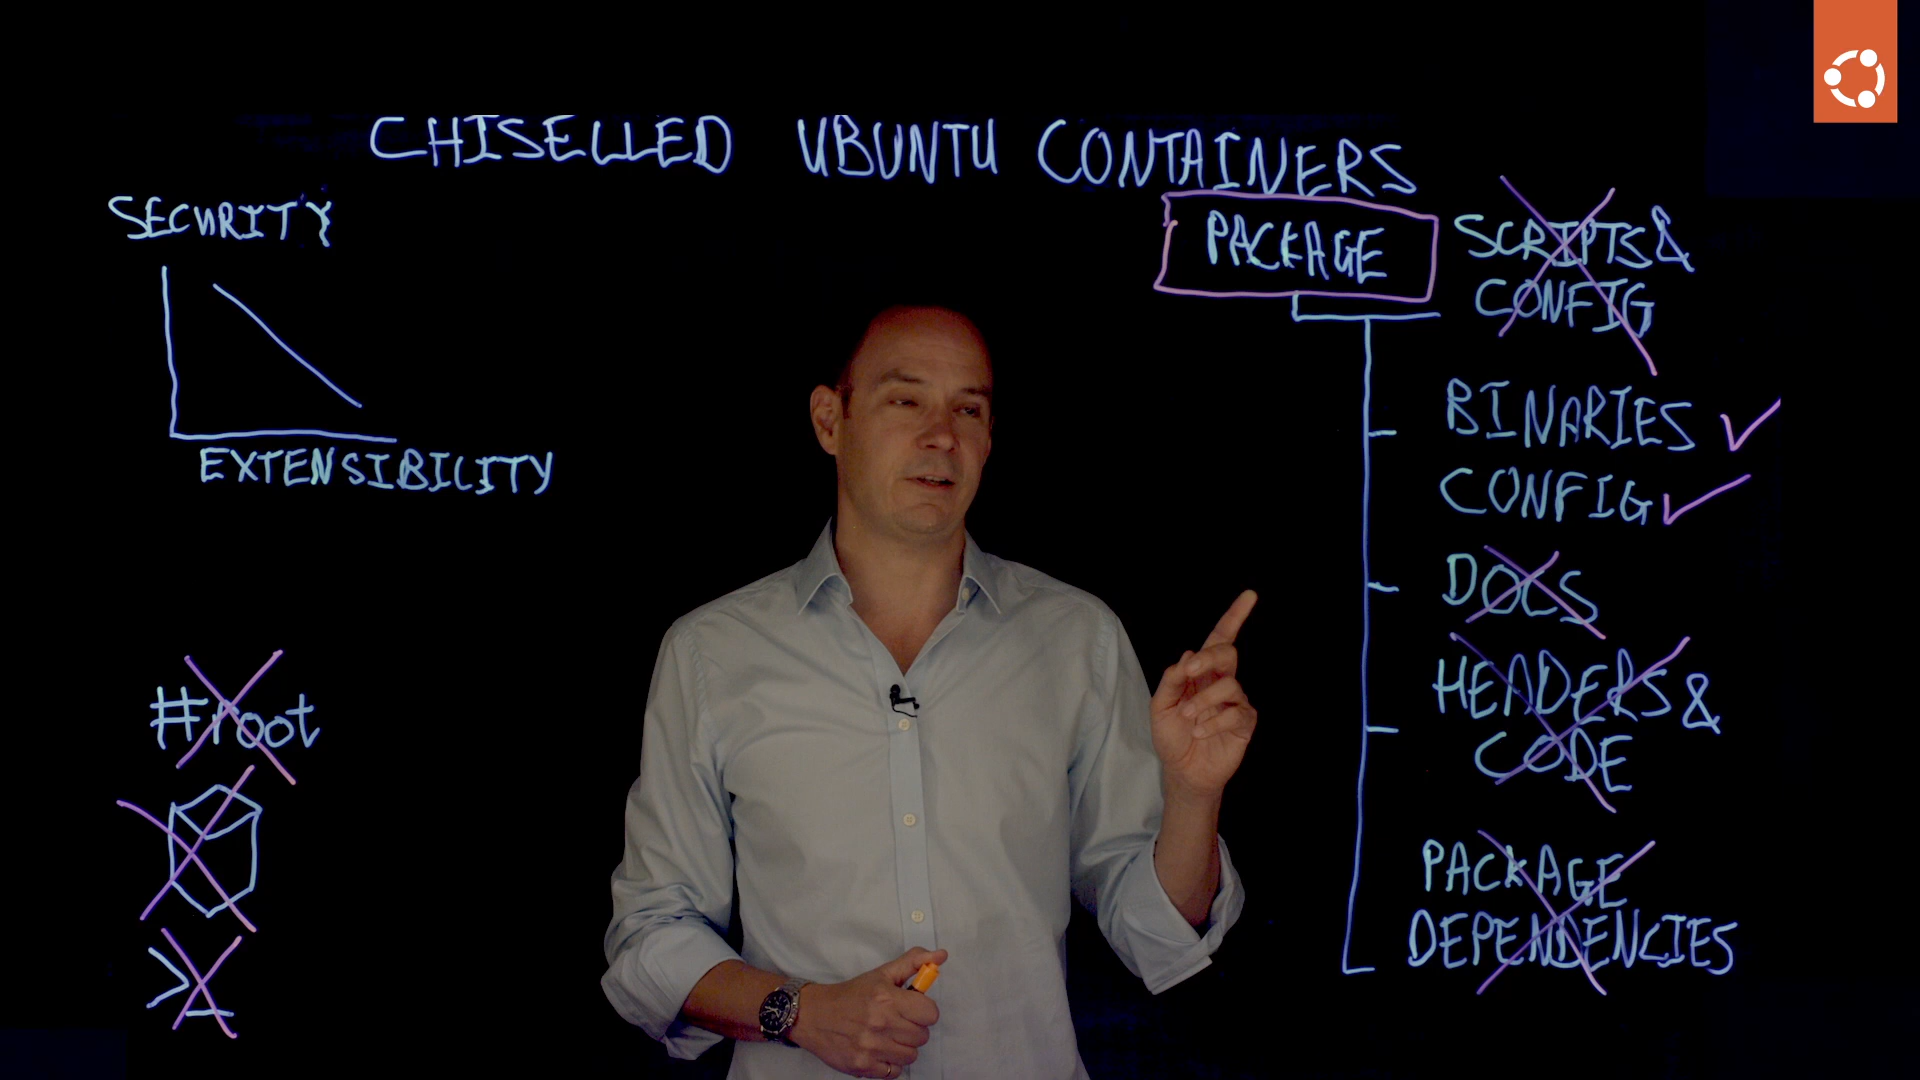 CHISELLED UBUNTU CONTAINERS
SECURITY
EXTENSIBILITY
#root
>_
PACKAGE
SCRIPTS &
CONFIG
BINARIES ✓
CONFIG ✓
DOCS
HEADERS &
CODE
PACKAGE
DEPENDENCIES